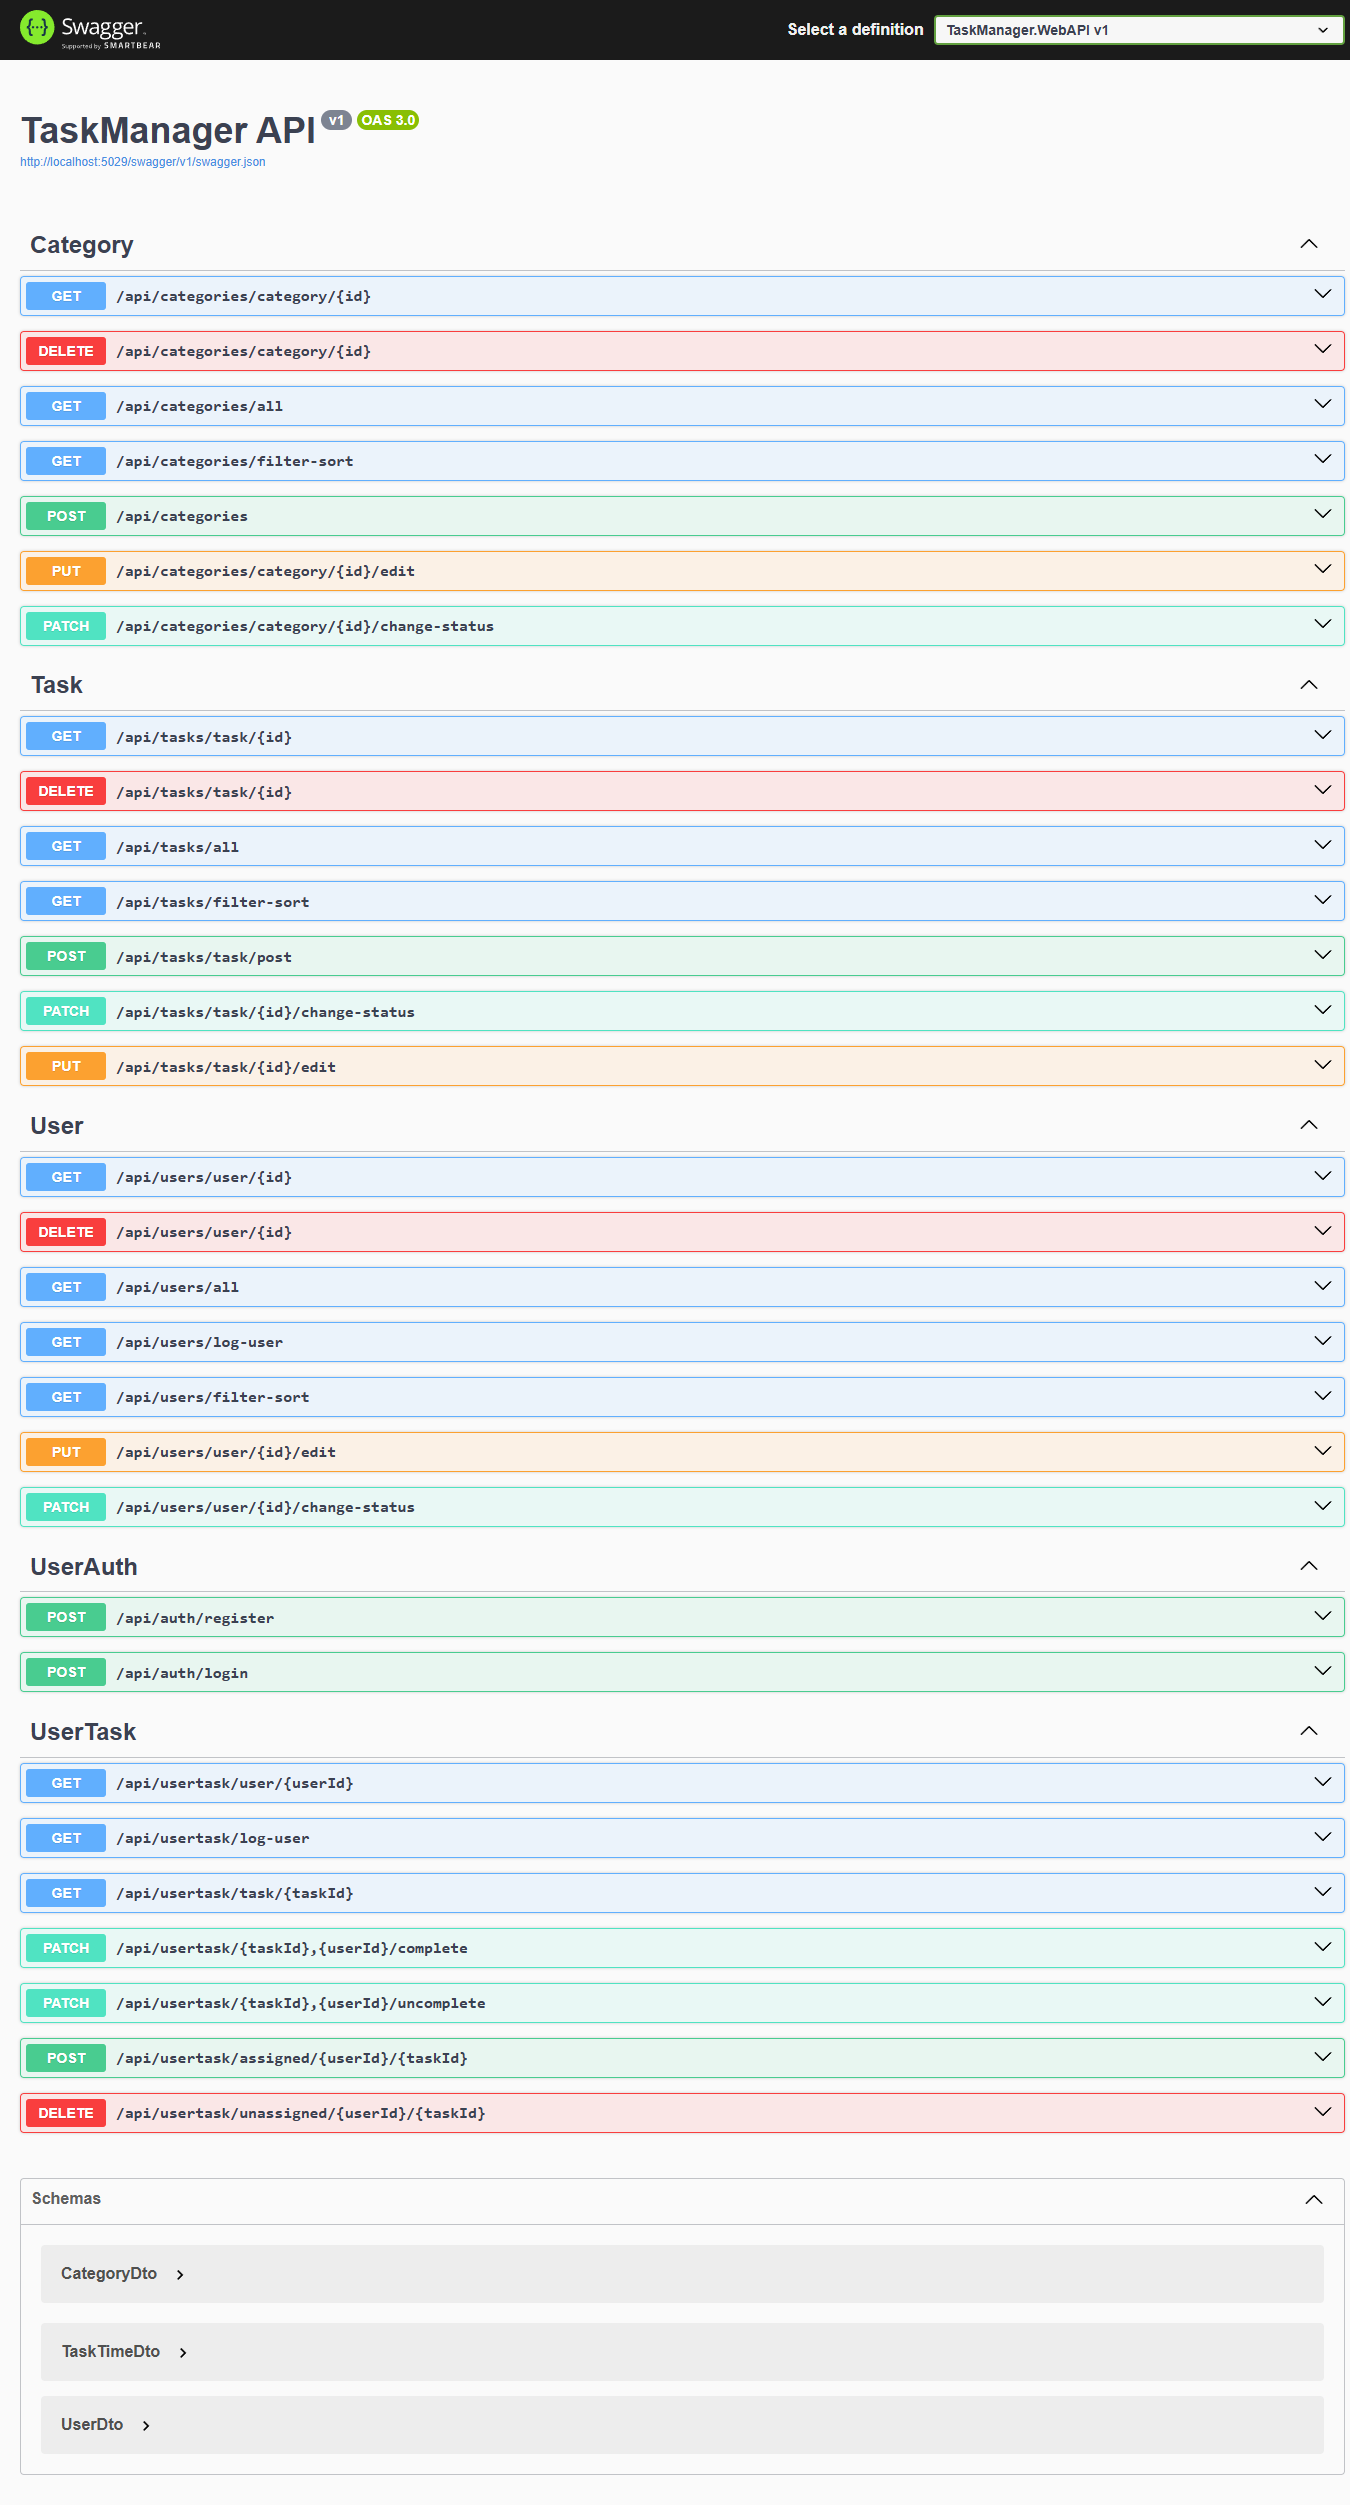 Swagger.
Supported by SMARTBEAR
Select a definition
TaskManager.WebAPI v1
TaskManager API v1 OAS 3.0
http://localhost:5029/swagger/v1/swagger.json
Category
GET /api/categories/category/{id}
DELETE /api/categories/category/{id}
GET /api/categories/all
GET /api/categories/filter-sort
POST /api/categories
PUT /api/categories/category/{id}/edit
PATCH /api/categories/category/{id}/change-status
Task
GET /api/tasks/task/{id}
DELETE /api/tasks/task/{id}
GET /api/tasks/all
GET /api/tasks/filter-sort
POST /api/tasks/task/post
PATCH /api/tasks/task/{id}/change-status
PUT /api/tasks/task/{id}/edit
User
GET /api/users/user/{id}
DELETE /api/users/user/{id}
GET /api/users/all
GET /api/users/log-user
GET /api/users/filter-sort
PUT /api/users/user/{id}/edit
PATCH /api/users/user/{id}/change-status
UserAuth
POST /api/auth/register
POST /api/auth/login
UserTask
GET /api/usertask/user/{userId}
GET /api/usertask/log-user
GET /api/usertask/task/{taskId}
PATCH /api/usertask/{taskId},{userId}/complete
PATCH /api/usertask/{taskId},{userId}/uncomplete
POST /api/usertask/assigned/{userId}/{taskId}
DELETE /api/usertask/unassigned/{userId}/{taskId}
Schemas
CategoryDto
TaskTimeDto
UserDto